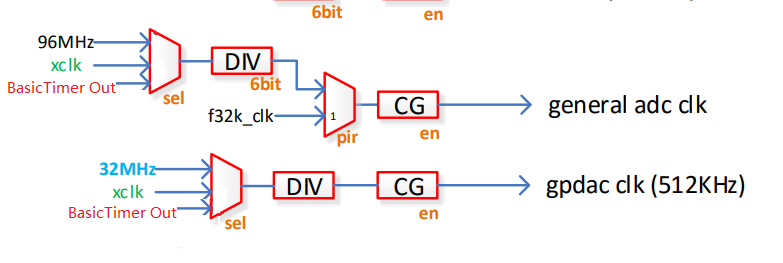 6bit
en
96MHz
xclk
BasicTimer Out
sel
DIV
6bit
f32k_clk
1
pir
CG
en
general adc clk
32MHz
xclk
BasicTimer Out
sel
DIV
CG
en
gpdac clk (512KHz)